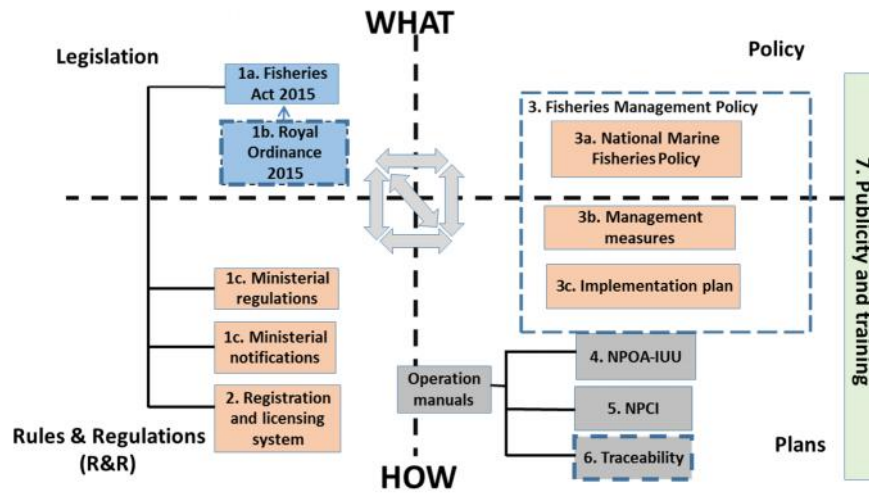 WHAT
Legislation
Policy
1a. Fisheries
Act 2015
1b. Royal
Ordinance
2015
3. Fisheries Management Policy
3a. National Marine
Fisheries Policy
3b. Management
measures
3c. Implementation plan
1c. Ministerial
regulations
1c. Ministerial
notifications
2. Registration
and licensing
system
Rules & Regulations
(R&R)
Operation
manuals
4. NPOA-IUU
5. NPCI
6. Traceability
HOW
Plans
7. Publicity and training